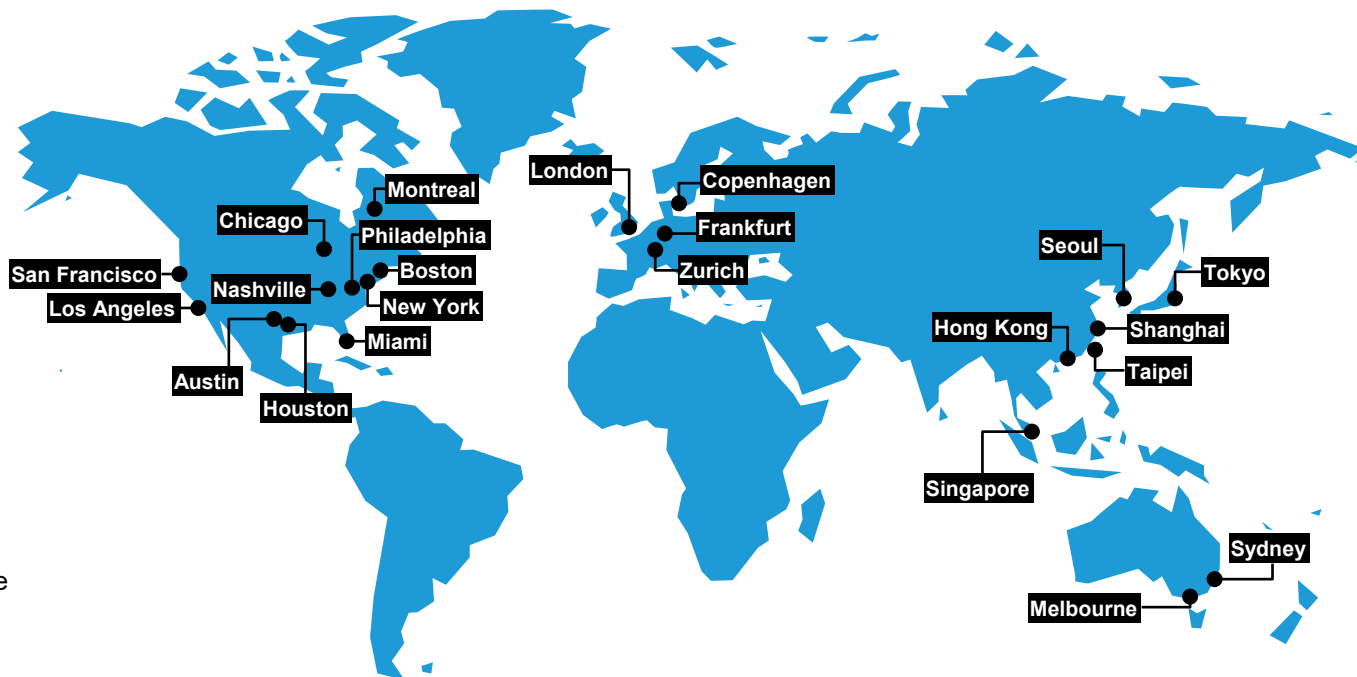 London
Copenhagen
Montreal
Chicago
Philadelphia
Frankfurt
Seoul
San Francisco
Boston
Zurich
Tokyo
Nashville
Los Angeles
New York
Hong Kong
Shanghai
Miami
Austin
Taipei
Houston
Singapore
Sydney
e
Melbourne